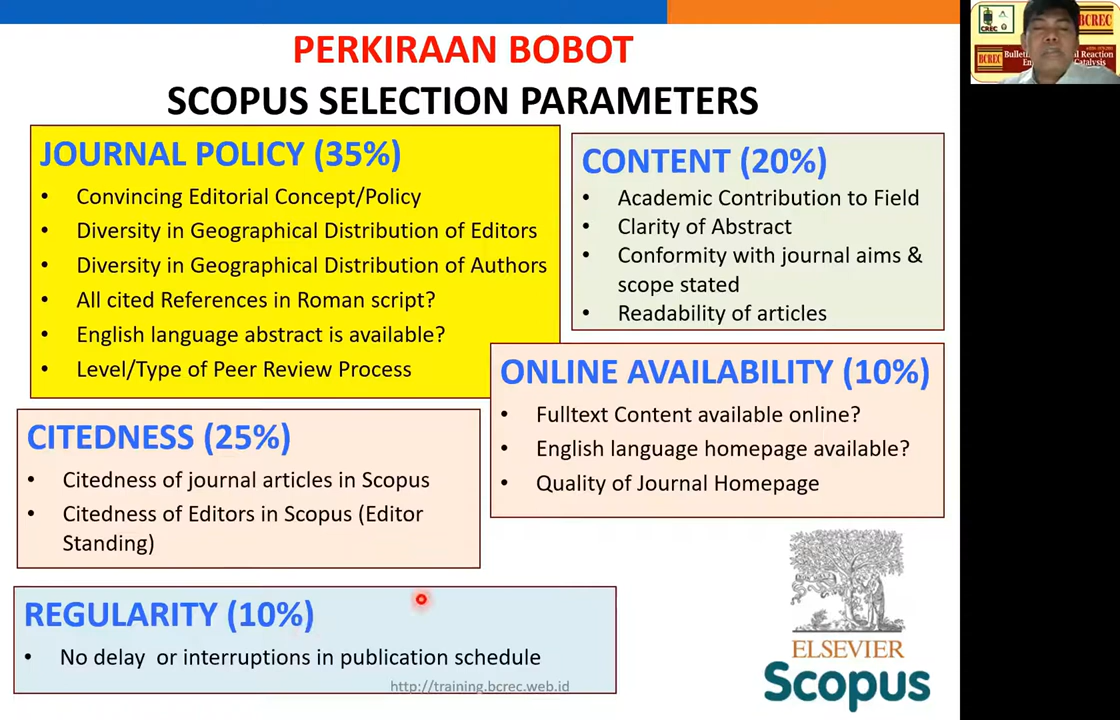 PERKIRAAN BOBOT
SCOPUS SELECTION PARAMETERS
JOURNAL POLICY (35%)
• Convincing Editorial Concept/Policy
• Diversity in Geographical Distribution of Editors
• Diversity in Geographical Distribution of Authors
• All cited References in Roman script?
• English language abstract is available?
• Level/Type of Peer Review Process
CONTENT (20%)
• Academic Contribution to Field
• Clarity of Abstract
• Conformity with journal aims &
scope stated
• Readability of articles
CITEDNESS (25%)
• Citedness of journal articles in Scopus
• Citedness of Editors in Scopus (Editor
Standing)
ONLINE AVAILABILITY (10%)
• Fulltext Content available online?
• English language homepage available?
• Quality of Journal Homepage
REGULARITY (10%)
• No delay or interruptions in publication schedule
http://training.bcrec.web.id
ELSEVIER
Scopus
CREC
BCREC
BCREC